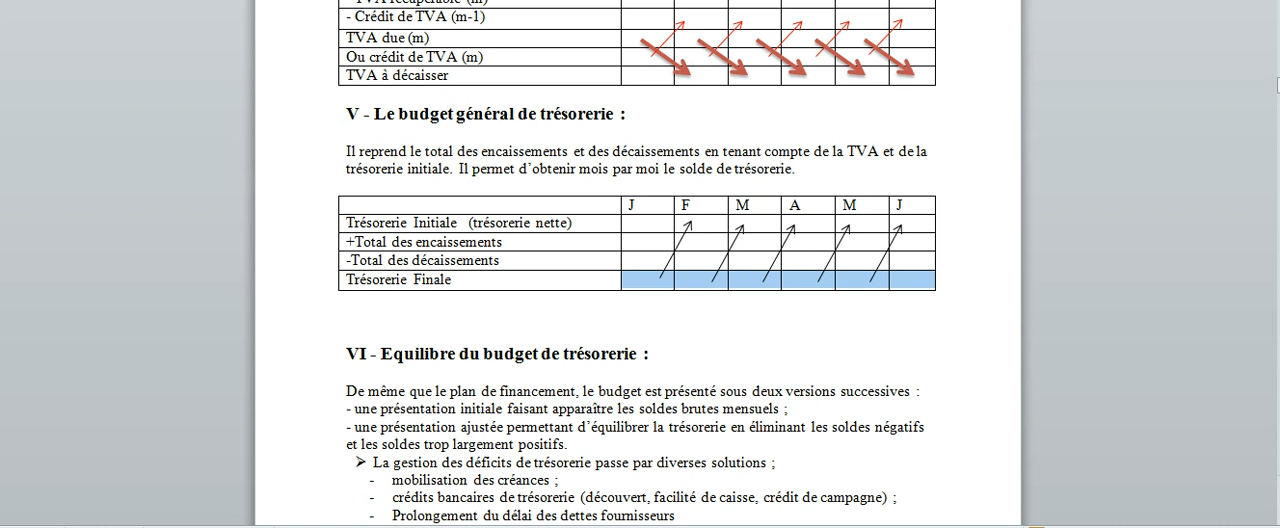 - TVA récupérable (m)
- Crédit de TVA (m-1)
TVA due (m)
Ou crédit de TVA (m)
TVA à décaisser
V - Le budget général de trésorerie :
Il reprend le total des encaissements et des décaissements en tenant compte de la TVA et de la
trésorerie initiale. Il permet d'obtenir mois par moi le solde de trésorerie.
J F M A M J
Trésorerie Initiale (trésorerie nette)
+Total des encaissements
-Total des décaissements
Trésorerie Finale
VI - Equilibre du budget de trésorerie :
De même que le plan de financement, le budget est présenté sous deux versions successives :
- une présentation initiale faisant apparaître les soldes brutes mensuels ;
- une présentation ajustée permettant d'équilibrer la trésorerie en éliminant les soldes négatifs
et les soldes trop largement positifs.
➢ La gestion des déficits de trésorerie passe par diverses solutions ;
- mobilisation des créances ;
- crédits bancaires de trésorerie (découvert, facilité de caisse, crédit de campagne) ;
- Prolongement du délai des dettes fournisseurs